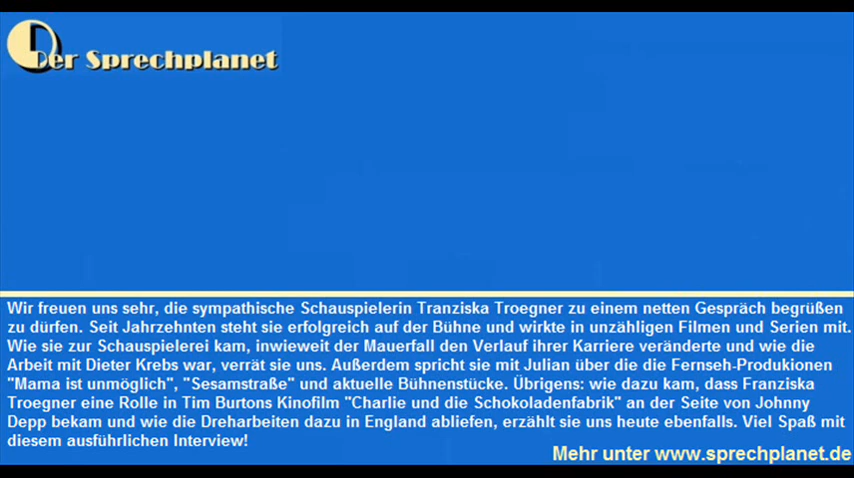 Der Sprechplanet
Wir freuen uns sehr, die sympathische Schauspielerin Tranziska Troegner zu einem netten Gespräch begrüßen
zu dürfen. Seit Jahrzehnten steht sie erfolgreich auf der Bühne und wirkte in unzähligen Filmen und Serien mit.
Wie sie zur Schauspielerei kam, inwieweit der Mauerfall den Verlauf ihrer Karriere veränderte und wie die
Arbeit mit Dieter Krebs war, verrät sie uns. Außerdem spricht sie mit Julian über die die Fernseh-Produkionen
"Mama ist unmöglich", "Sesamstraße" und aktuelle Bühnenstücke. Übrigens: wie dazu kam, dass Franziska
Troegner eine Rolle in Tim Burtons Kinofilm "Charlie und die Schokoladenfabrik" an der Seite von Johnny
Depp bekam und wie die Dreharbeiten dazu in England abliefen, erzählt sie uns heute ebenfalls. Viel Spaß mit
diesem ausführlichen Interview!
Mehr unter www.sprechplanet.de